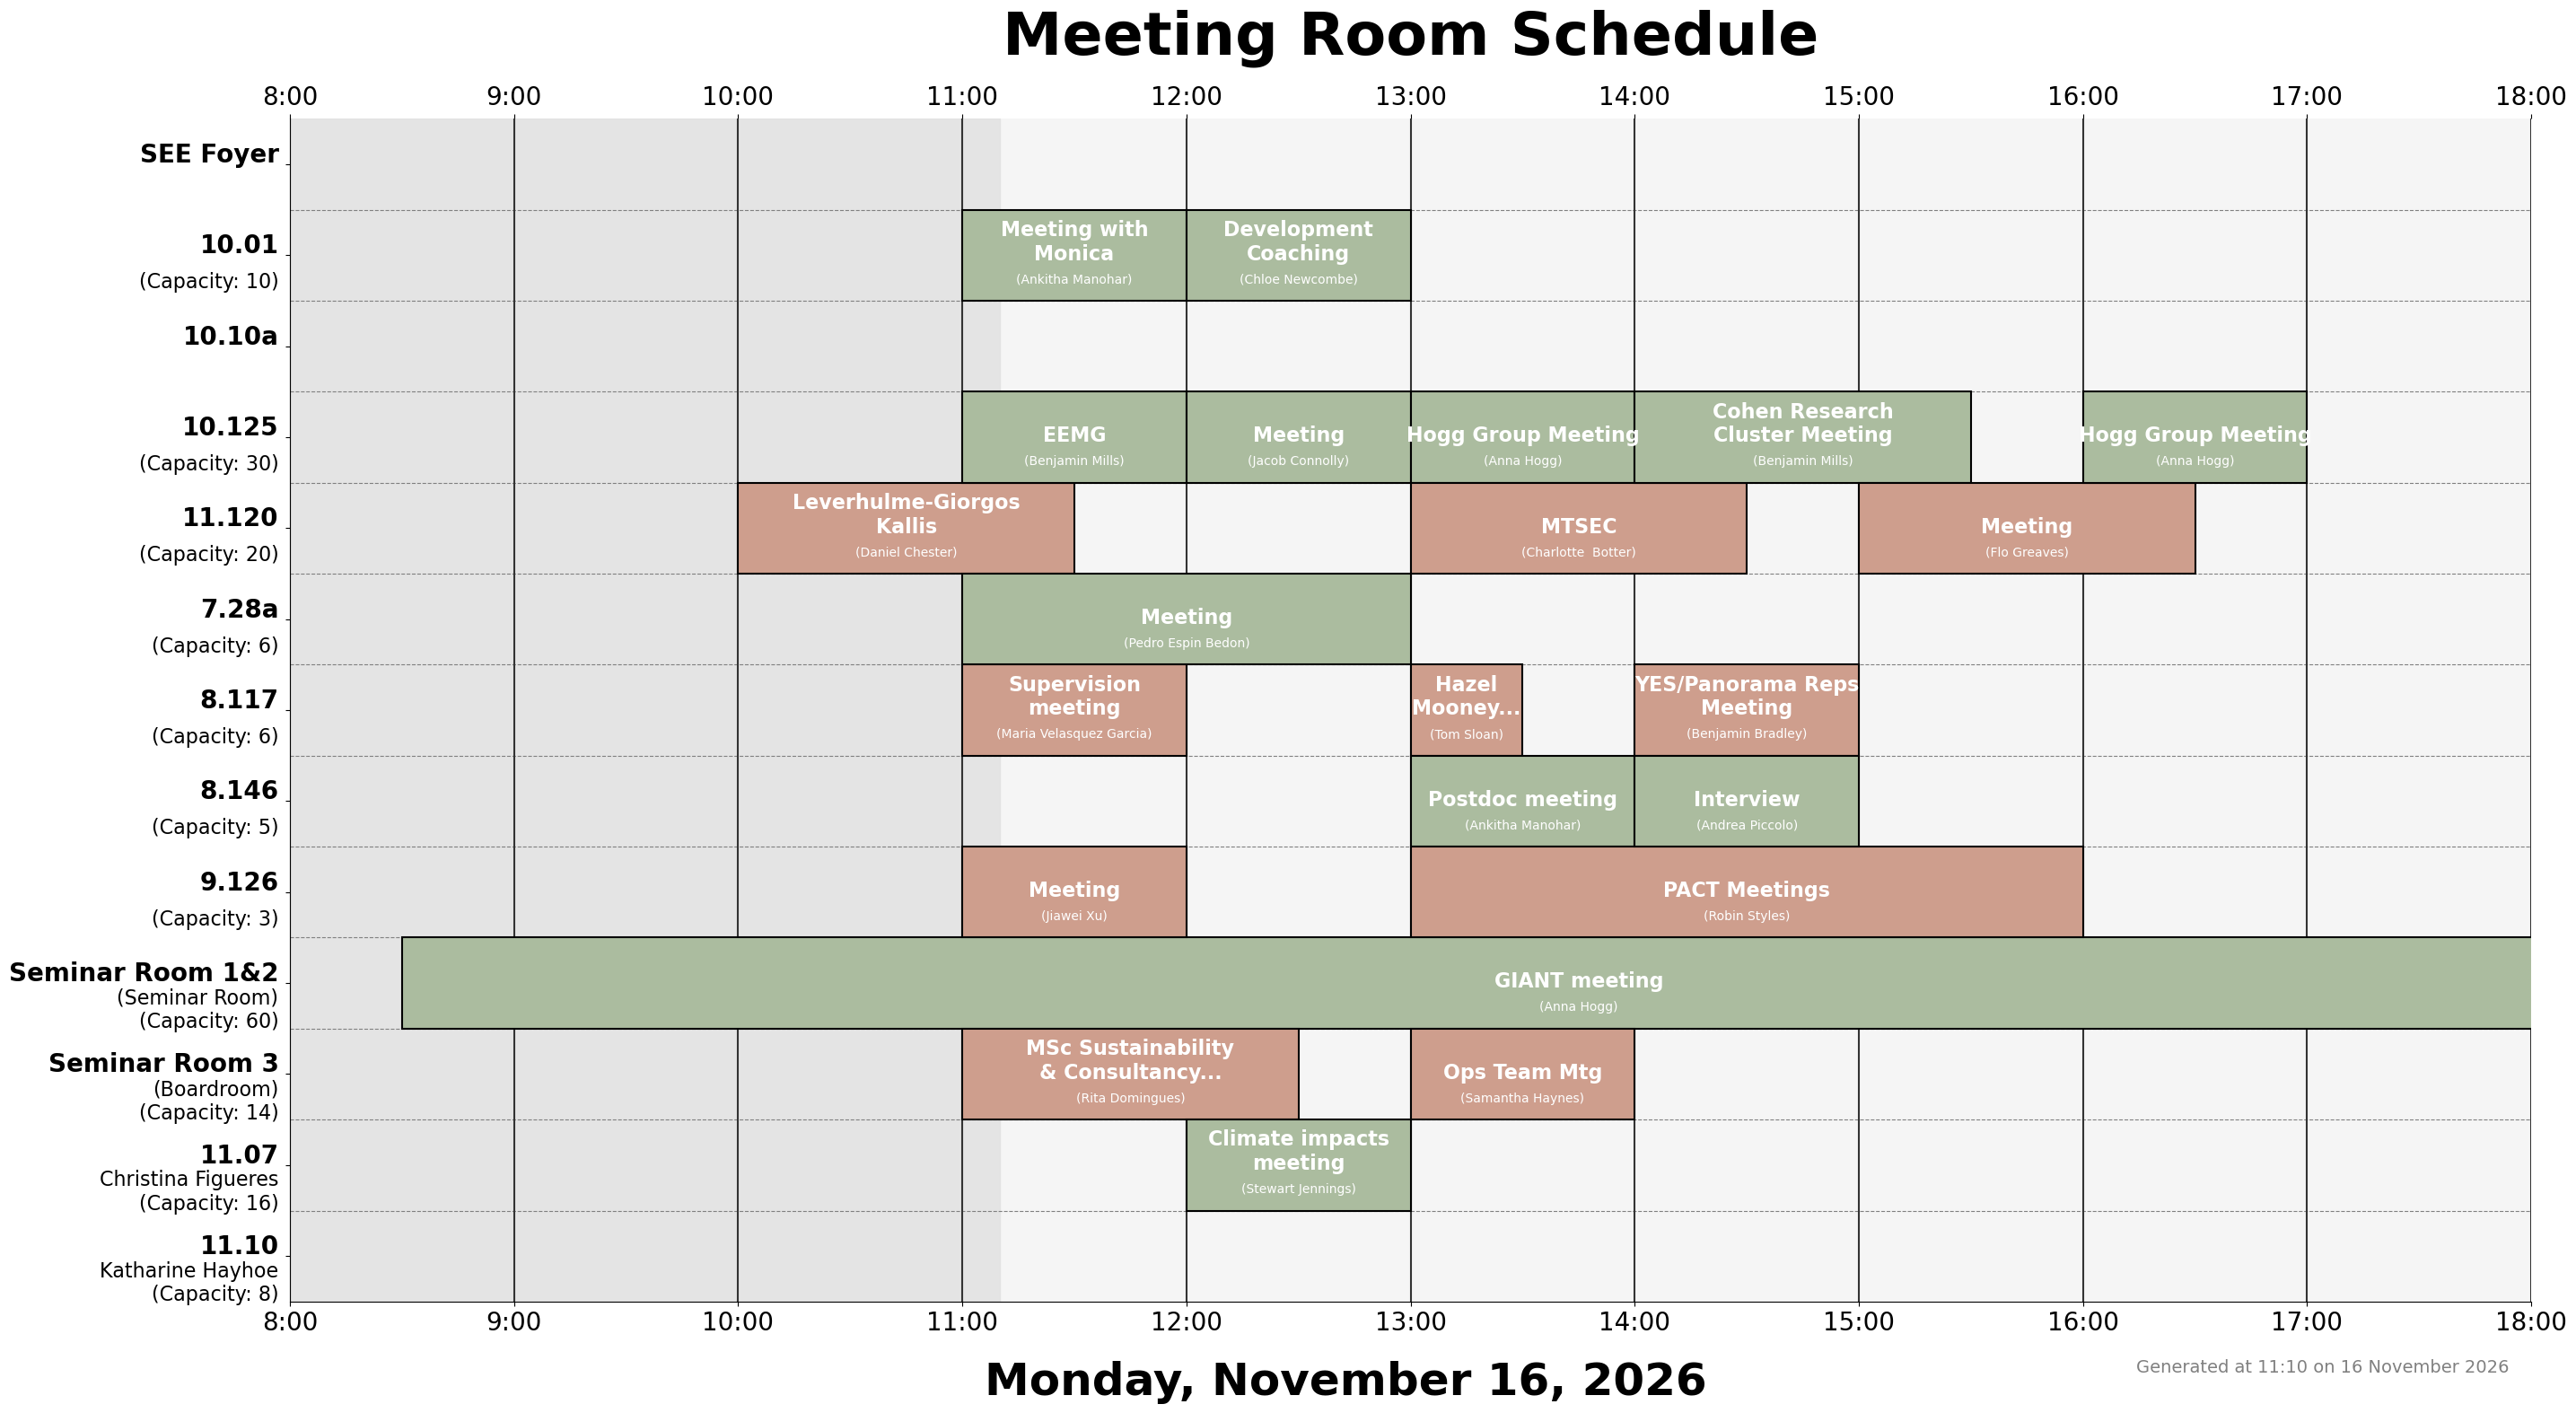 Meeting Room Schedule
8:00 9:00 10:00 11:00 12:00 13:00 14:00 15:00 16:00 17:00 18:00
SEE Foyer
10.01
(Capacity: 10)
Meeting with
Monica
(Ankitha Manohar)
Development
Coaching
(Chloe Newcombe)
10.10a
10.125
(Capacity: 30)
EEMG
(Benjamin Mills)
Meeting
(Jacob Connolly)
Hogg Group Meeting
(Anna Hogg)
Cohen Research
Cluster Meeting
(Benjamin Mills)
Hogg Group Meeting
(Anna Hogg)
11.120
(Capacity: 20)
Leverhulme-Giorgos
Kallis
(Daniel Chester)
MTSEC
(Charlotte  Botter)
Meeting
(Flo Greaves)
7.28a
(Capacity: 6)
Meeting
(Pedro Espin Bedon)
8.117
(Capacity: 6)
Supervision
meeting
(Maria Velasquez Garcia)
Hazel
Mooney...
(Tom Sloan)
YES/Panorama Reps
Meeting
(Benjamin Bradley)
8.146
(Capacity: 5)
Postdoc meeting
(Ankitha Manohar)
Interview
(Andrea Piccolo)
9.126
(Capacity: 3)
Meeting
(Jiawei Xu)
PACT Meetings
(Robin Styles)
Seminar Room 1&2
(Seminar Room)
(Capacity: 60)
GIANT meeting
(Anna Hogg)
Seminar Room 3
(Boardroom)
(Capacity: 14)
MSc Sustainability
& Consultancy...
(Rita Domingues)
Ops Team Mtg
(Samantha Haynes)
11.07
Christina Figueres
(Capacity: 16)
Climate impacts
meeting
(Stewart Jennings)
11.10
Katharine Hayhoe
(Capacity: 8)
8:00 9:00 10:00 11:00 12:00 13:00 14:00 15:00 16:00 17:00 18:00
Monday, November 16, 2026
Generated at 11:10 on 16 November 2026